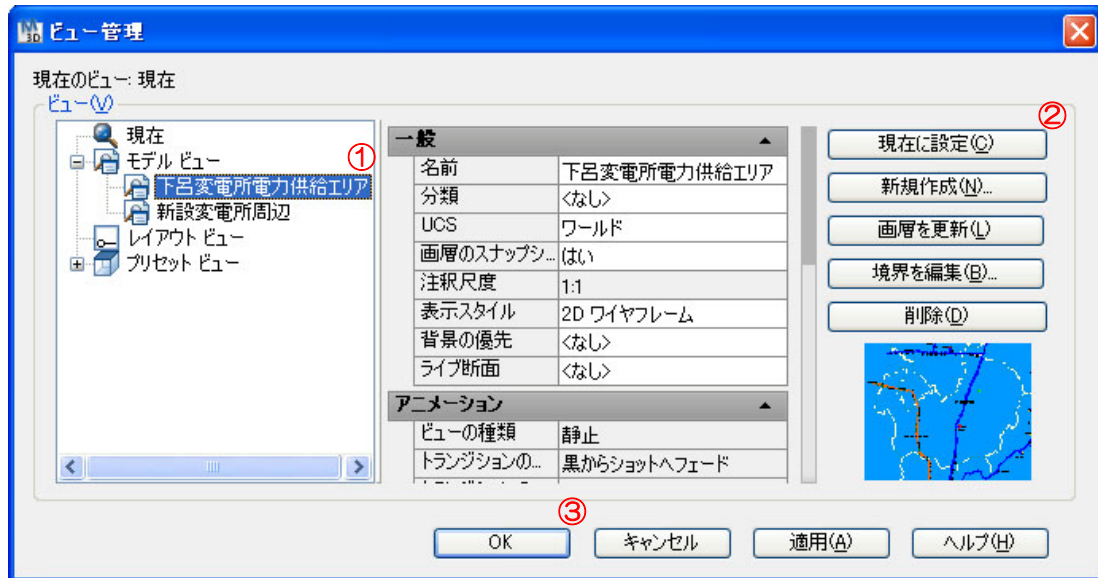 ビュー管理
現在のビュー: 現在
ビュー(V)
現在
モデル ビュー
①
下呂変電所電力供給エリア
新設変電所周辺
レイアウト ビュー
プリセット ビュー
一般
名前 下呂変電所電力供給エリア
分類 <なし>
UCS ワールド
画層のスナップシ... はい
注釈尺度 1:1
表示スタイル 2D ワイヤフレーム
背景の優先 <なし>
ライブ断面 <なし>
アニメーション
ビューの種類 静止
トランジションの... 黒からショットへフェード
②
現在に設定(C)
新規作成(N)...
画層を更新(L)
境界を編集(B)...
削除(D)
③
OK
キャンセル
適用(A)
ヘルプ(H)